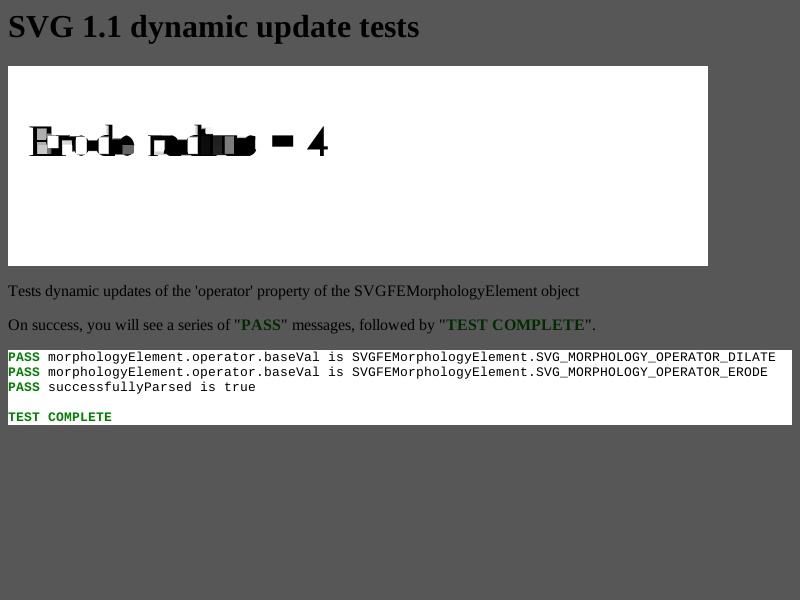 SVG 1.1 dynamic update tests
Erode radius = 4
Tests dynamic updates of the 'operator' property of the SVGFEMorphologyElement object
On success, you will see a series of "PASS" messages, followed by "TEST COMPLETE".
PASS morphologyElement.operator.baseVal is SVGFEMorphologyElement.SVG_MORPHOLOGY_OPERATOR_DILATE
PASS morphologyElement.operator.baseVal is SVGFEMorphologyElement.SVG_MORPHOLOGY_OPERATOR_ERODE
PASS successfullyParsed is true
TEST COMPLETE